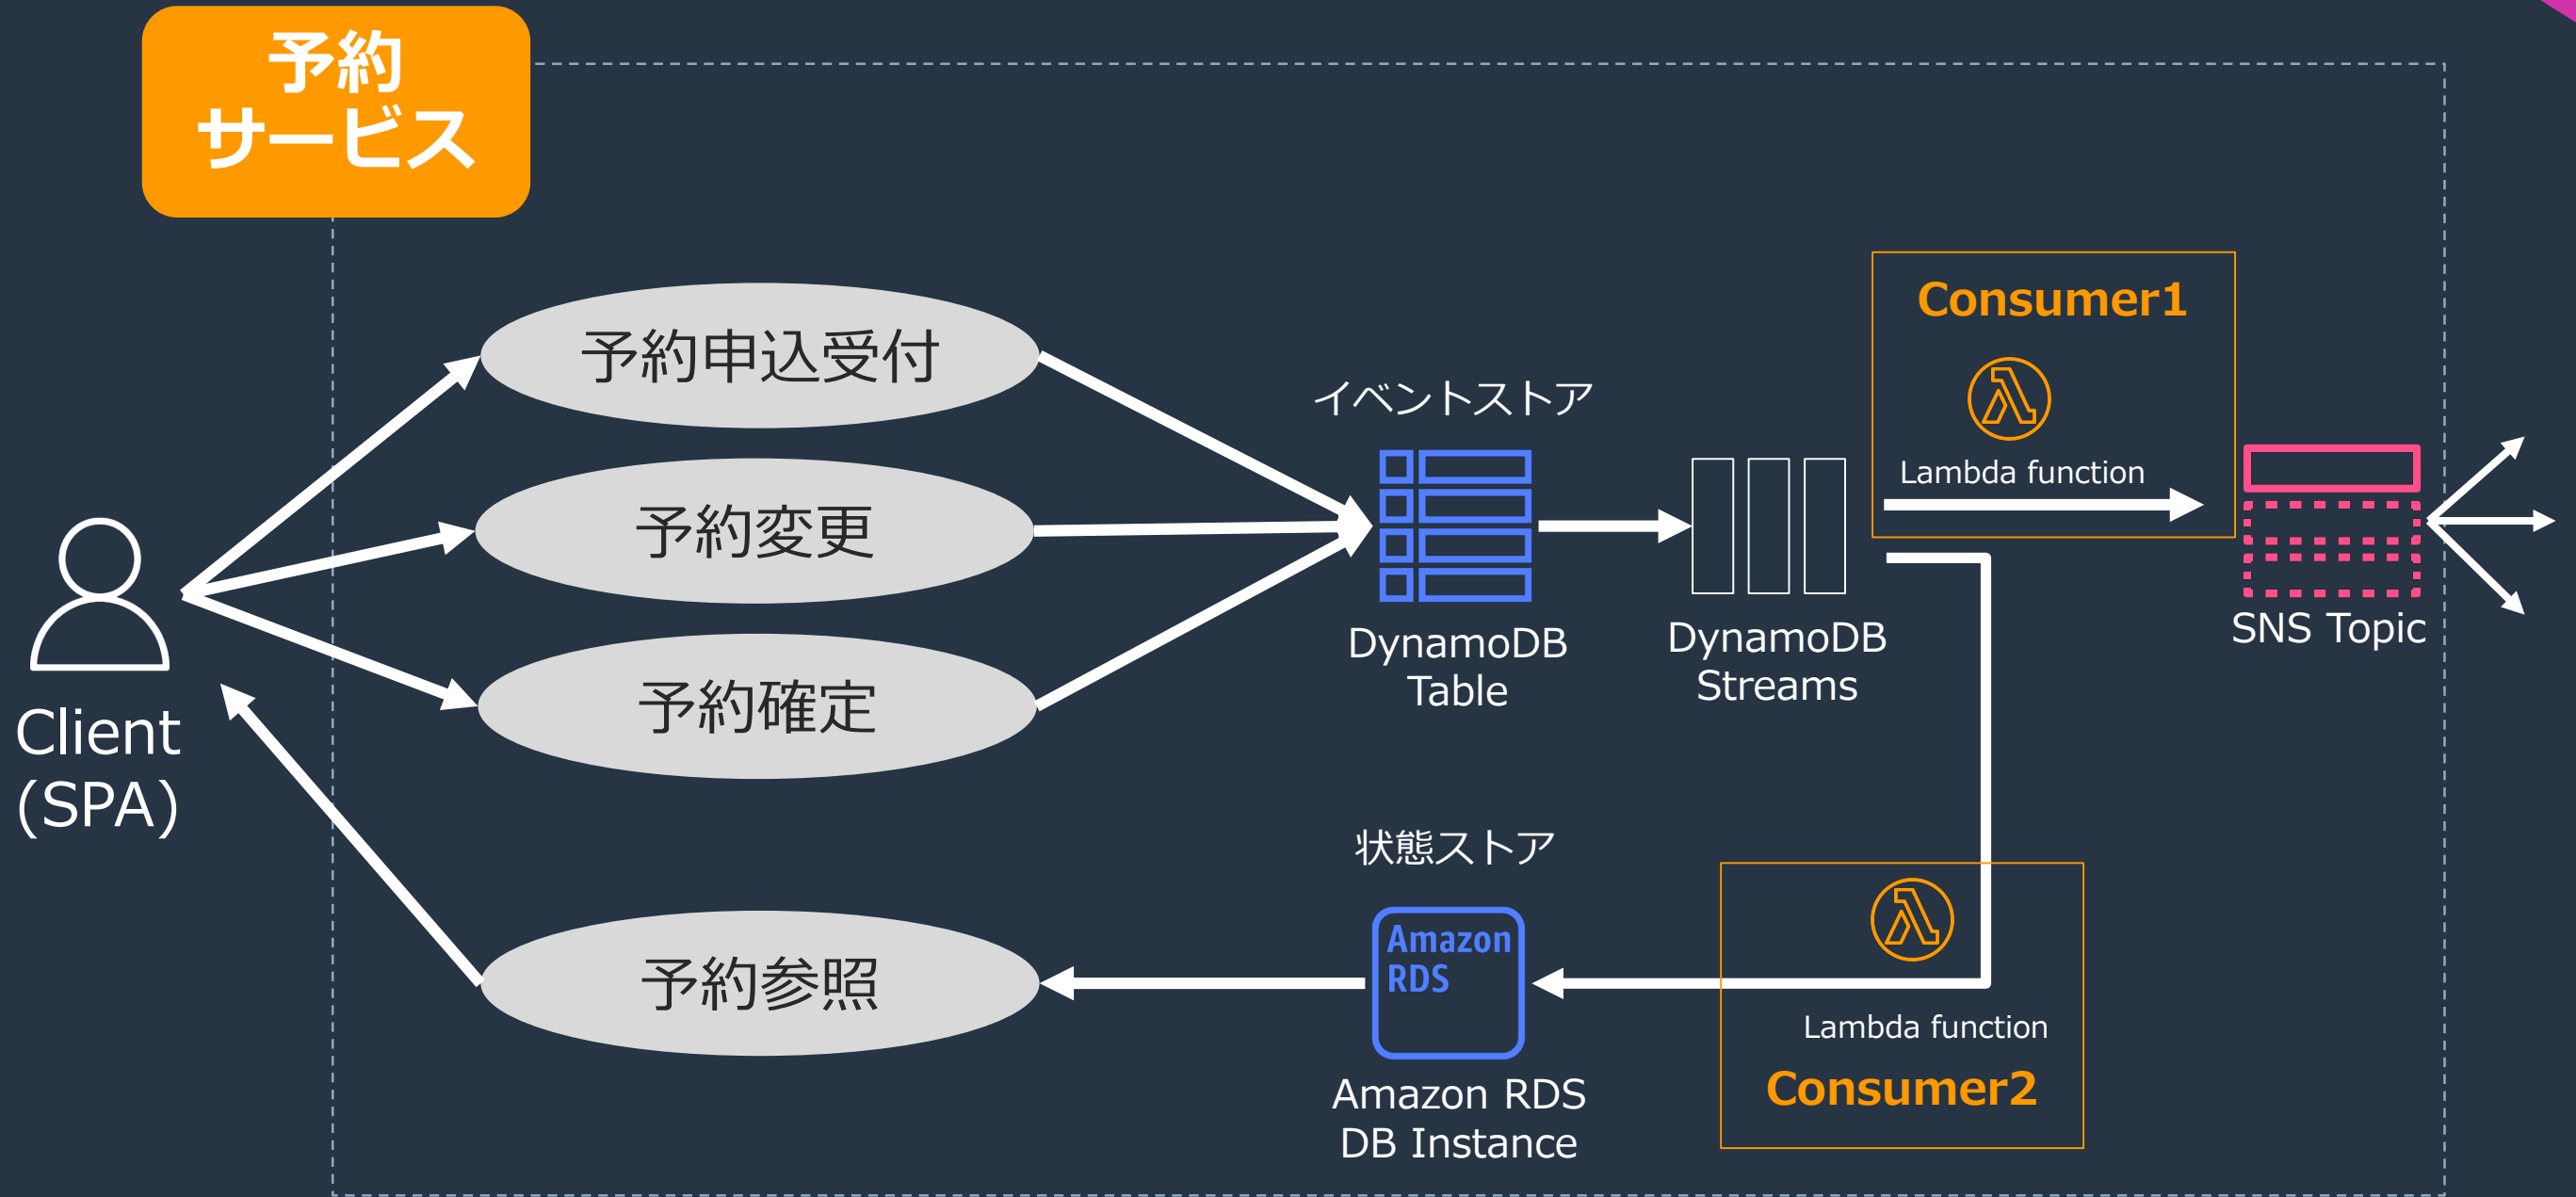 予約
サービス
Client
(SPA)
予約申込受付
予約変更
予約確定
予約参照
イベントストア
DynamoDB
Table
DynamoDB
Streams
Consumer1
Lambda function
SNS Topic
状態ストア
Amazon
RDS
Amazon RDS
DB Instance
Lambda function
Consumer2